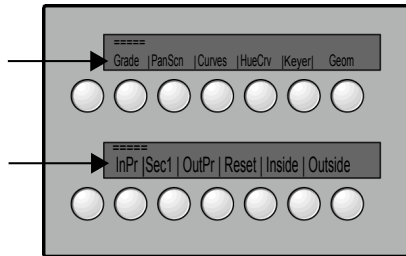 =====
Grade |PanScn |Curves |HueCrv |Keyer| Geom
=====
InPr |Sec1 | OutPr | Reset | Inside | Outside